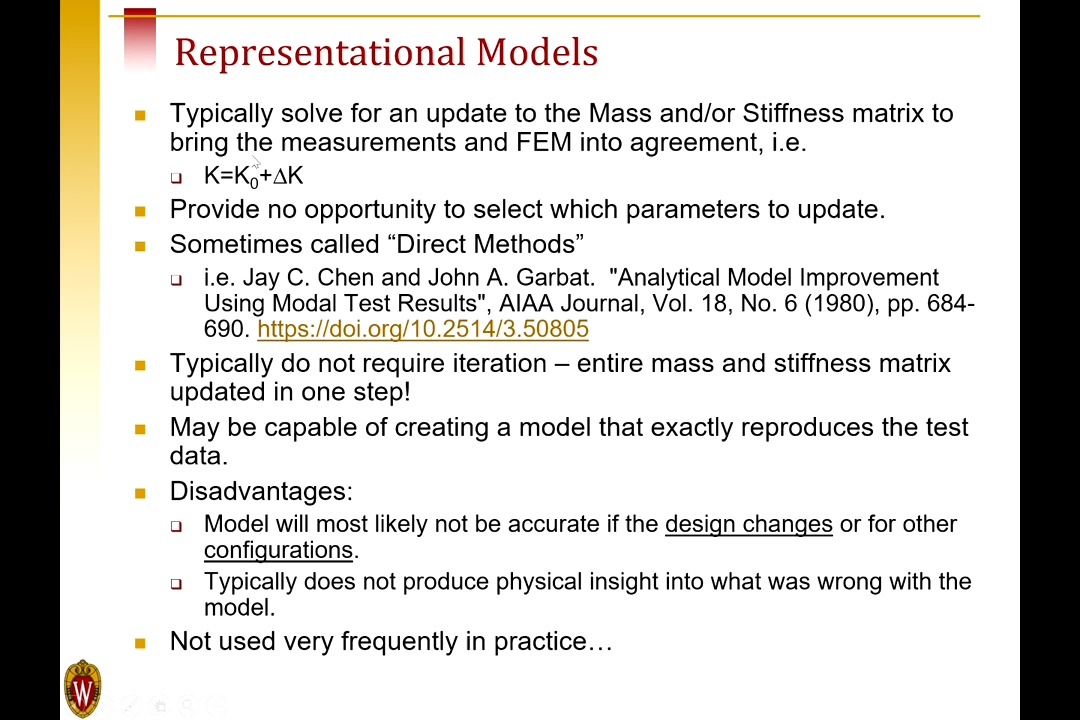 Representational Models
Typically solve for an update to the Mass and/or Stiffness matrix to
bring the measurements and FEM into agreement, i.e.
K=K0+ΔK
Provide no opportunity to select which parameters to update.
Sometimes called “Direct Methods”
i.e. Jay C. Chen and John A. Garbat. "Analytical Model Improvement
Using Modal Test Results", AIAA Journal, Vol. 18, No. 6 (1980), pp. 684-
690. https://doi.org/10.2514/3.50805
Typically do not require iteration – entire mass and stiffness matrix
updated in one step!
May be capable of creating a model that exactly reproduces the test
data.
Disadvantages:
Model will most likely not be accurate if the design changes or for other
configurations.
Typically does not produce physical insight into what was wrong with the
model.
Not used very frequently in practice…
W